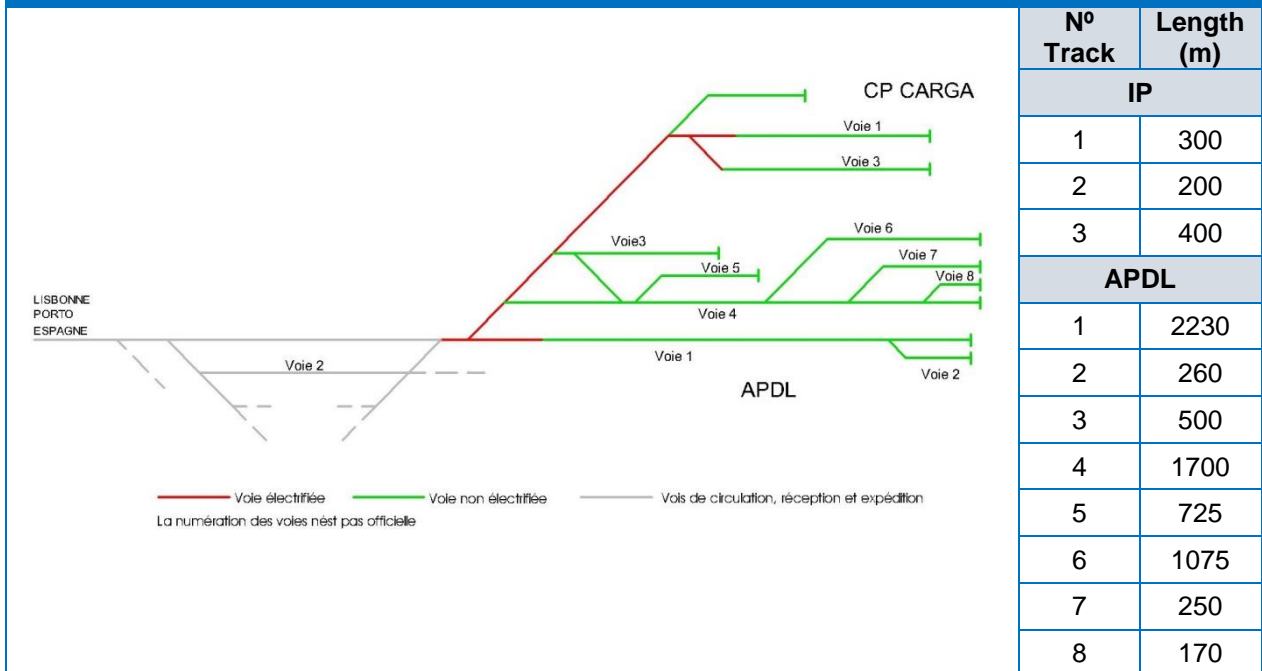 CP CARGA
Voie 1
Voie 3
Voie 6
Voie3
Voie 7
Voie 5
Voie 8
LISBONNE
PORTO
ESPAGNE
Voie 4
Voie 1
Voie 2
Voie 2
APDL
Voie électrifiée
Voie non électrifiée
Vois de circulation, réception et expédition
La numération des voies nést pas officielle
Nº Track
Length (m)
IP
1 300
2 200
3 400
APDL
1 2230
2 260
3 500
4 1700
5 725
6 1075
7 250
8 170